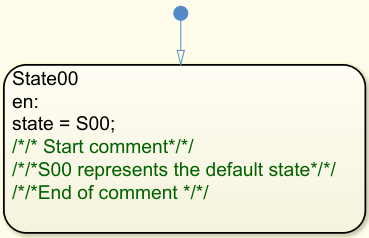 State00
en:
state = S00;
/*/* Start comment*/*/
/*/*S00 represents the default state*/*/
/*/*End of comment */*/